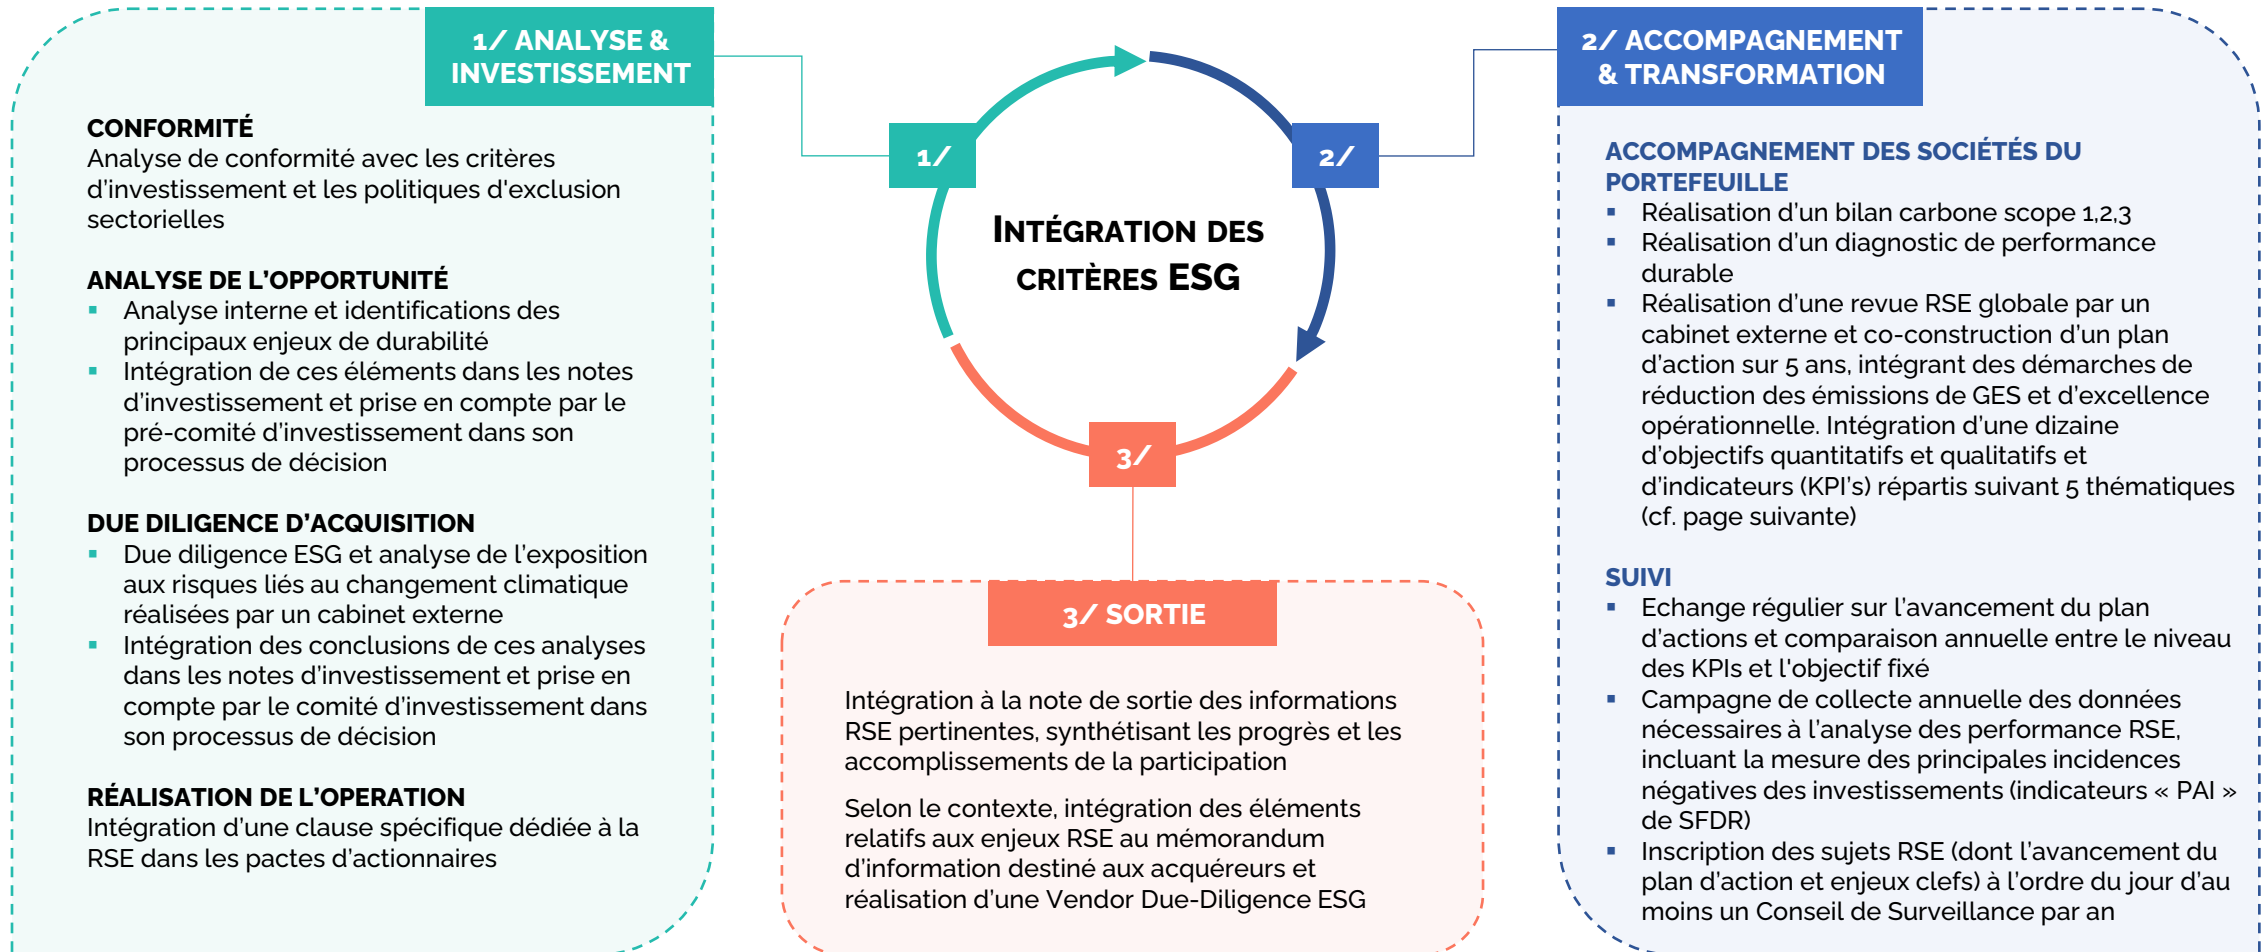 1/ ANALYSE &
INVESTISSEMENT
CONFORMITÉ
Analyse de conformité avec les critères
d’investissement et les politiques d'exclusion
sectorielles
ANALYSE DE L’OPPORTUNITÉ
▪ Analyse interne et identifications des
principaux enjeux de durabilité
▪ Intégration de ces éléments dans les notes
d’investissement et prise en compte par le
pré-comité d’investissement dans son
processus de décision
DUE DILIGENCE D’ACQUISITION
▪ Due diligence ESG et analyse de l’exposition
aux risques liés au changement climatique
réalisées par un cabinet externe
▪ Intégration des conclusions de ces analyses
dans les notes d’investissement et prise en
compte par le comité d’investissement dans
son processus de décision
RÉALISATION DE L’OPERATION
Intégration d’une clause spécifique dédiée à la
RSE dans les pactes d’actionnaires
1/
2/
INTÉGRATION DES
CRITÈRES ESG
3/
3/ SORTIE
Intégration à la note de sortie des informations
RSE pertinentes, synthétisant les progrès et les
accomplissements de la participation
Selon le contexte, intégration des éléments
relatifs aux enjeux RSE au mémorandum
d’information destiné aux acquéreurs et
réalisation d’une Vendor Due-Diligence ESG
2/ ACCOMPAGNEMENT
& TRANSFORMATION
ACCOMPAGNEMENT DES SOCIÉTÉS DU
PORTEFEUILLE
▪ Réalisation d’un bilan carbone scope 1,2,3
▪ Réalisation d’un diagnostic de performance
durable
▪ Réalisation d’une revue RSE globale par un
cabinet externe et co-construction d’un plan
d’action sur 5 ans, intégrant des démarches de
réduction des émissions de GES et d’excellence
opérationnelle. Intégration d’une dizaine
d’objectifs quantitatifs et qualitatifs et
d’indicateurs (KPI’s) répartis suivant 5 thématiques
(cf. page suivante)
SUIVI
▪ Echange régulier sur l’avancement du plan
d’actions et comparaison annuelle entre le niveau
des KPIs et l'objectif fixé
▪ Campagne de collecte annuelle des données
nécessaires à l’analyse des performance RSE,
incluant la mesure des principales incidences
négatives des investissements (indicateurs « PAI »
de SFDR)
▪ Inscription des sujets RSE (dont l’avancement du
plan d’action et enjeux clefs) à l’ordre du jour d’au
moins un Conseil de Surveillance par an